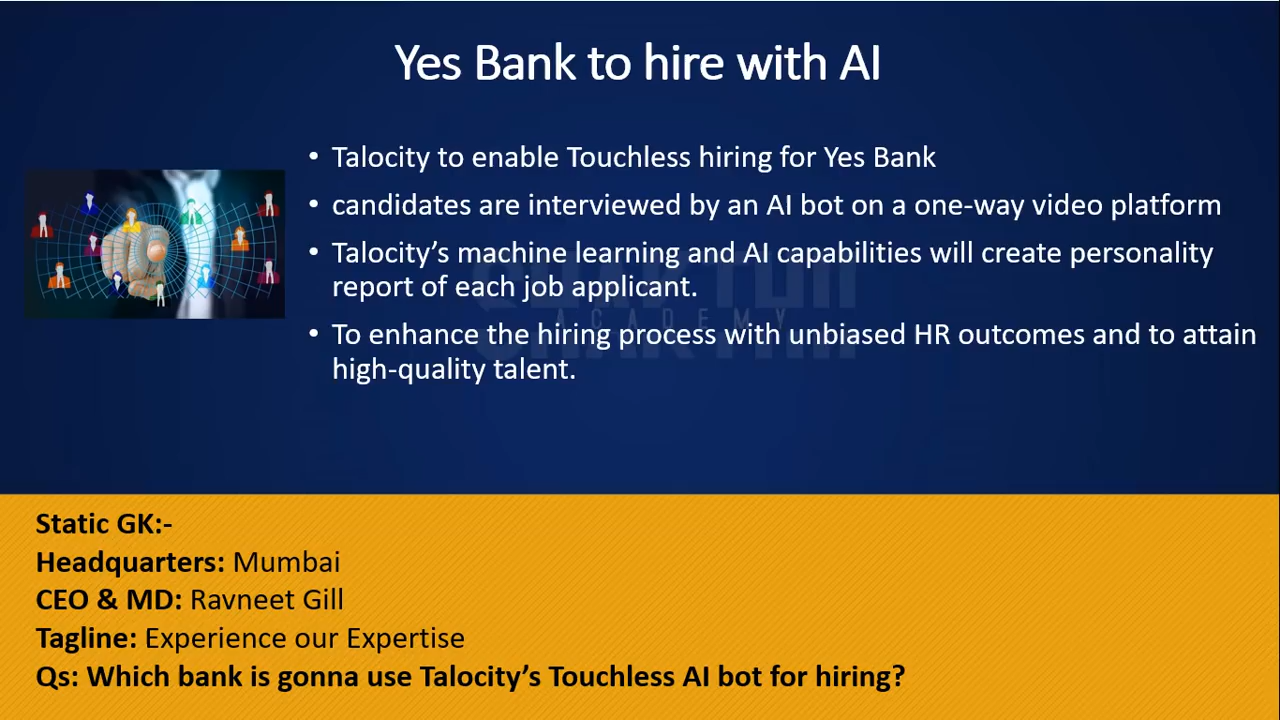 Yes Bank to hire with AI
• Talocity to enable Touchless hiring for Yes Bank
• candidates are interviewed by an AI bot on a one-way video platform
• Talocity’s machine learning and AI capabilities will create personality
report of each job applicant.
• To enhance the hiring process with unbiased HR outcomes and to attain
high-quality talent.
ACADEMY
Static GK:-
Headquarters: Mumbai
CEO & MD: Ravneet Gill
Tagline: Experience our Expertise
Qs: Which bank is gonna use Talocity’s Touchless AI bot for hiring?